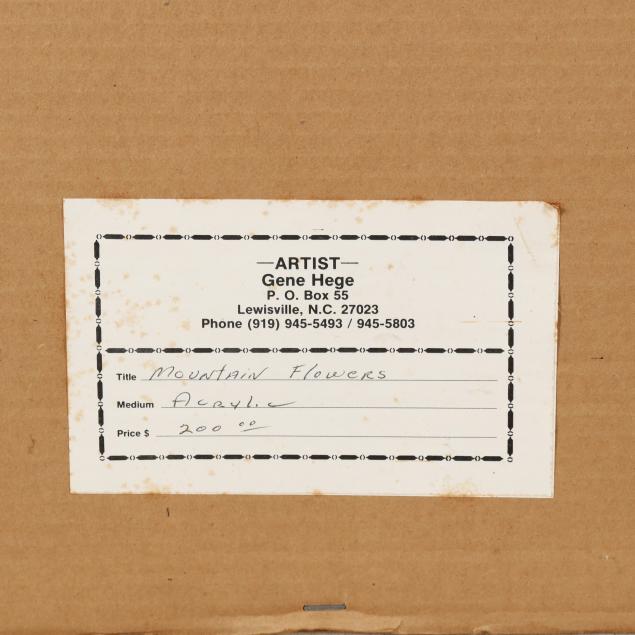 —ARTIST—
Gene Hege
P. O. Box 55
Lewisville, N.C. 27023
Phone (919) 945-5493 / 945-5803
Title MOUNTAIN FLOWERS
Medium Acrylic
Price $ 200 00